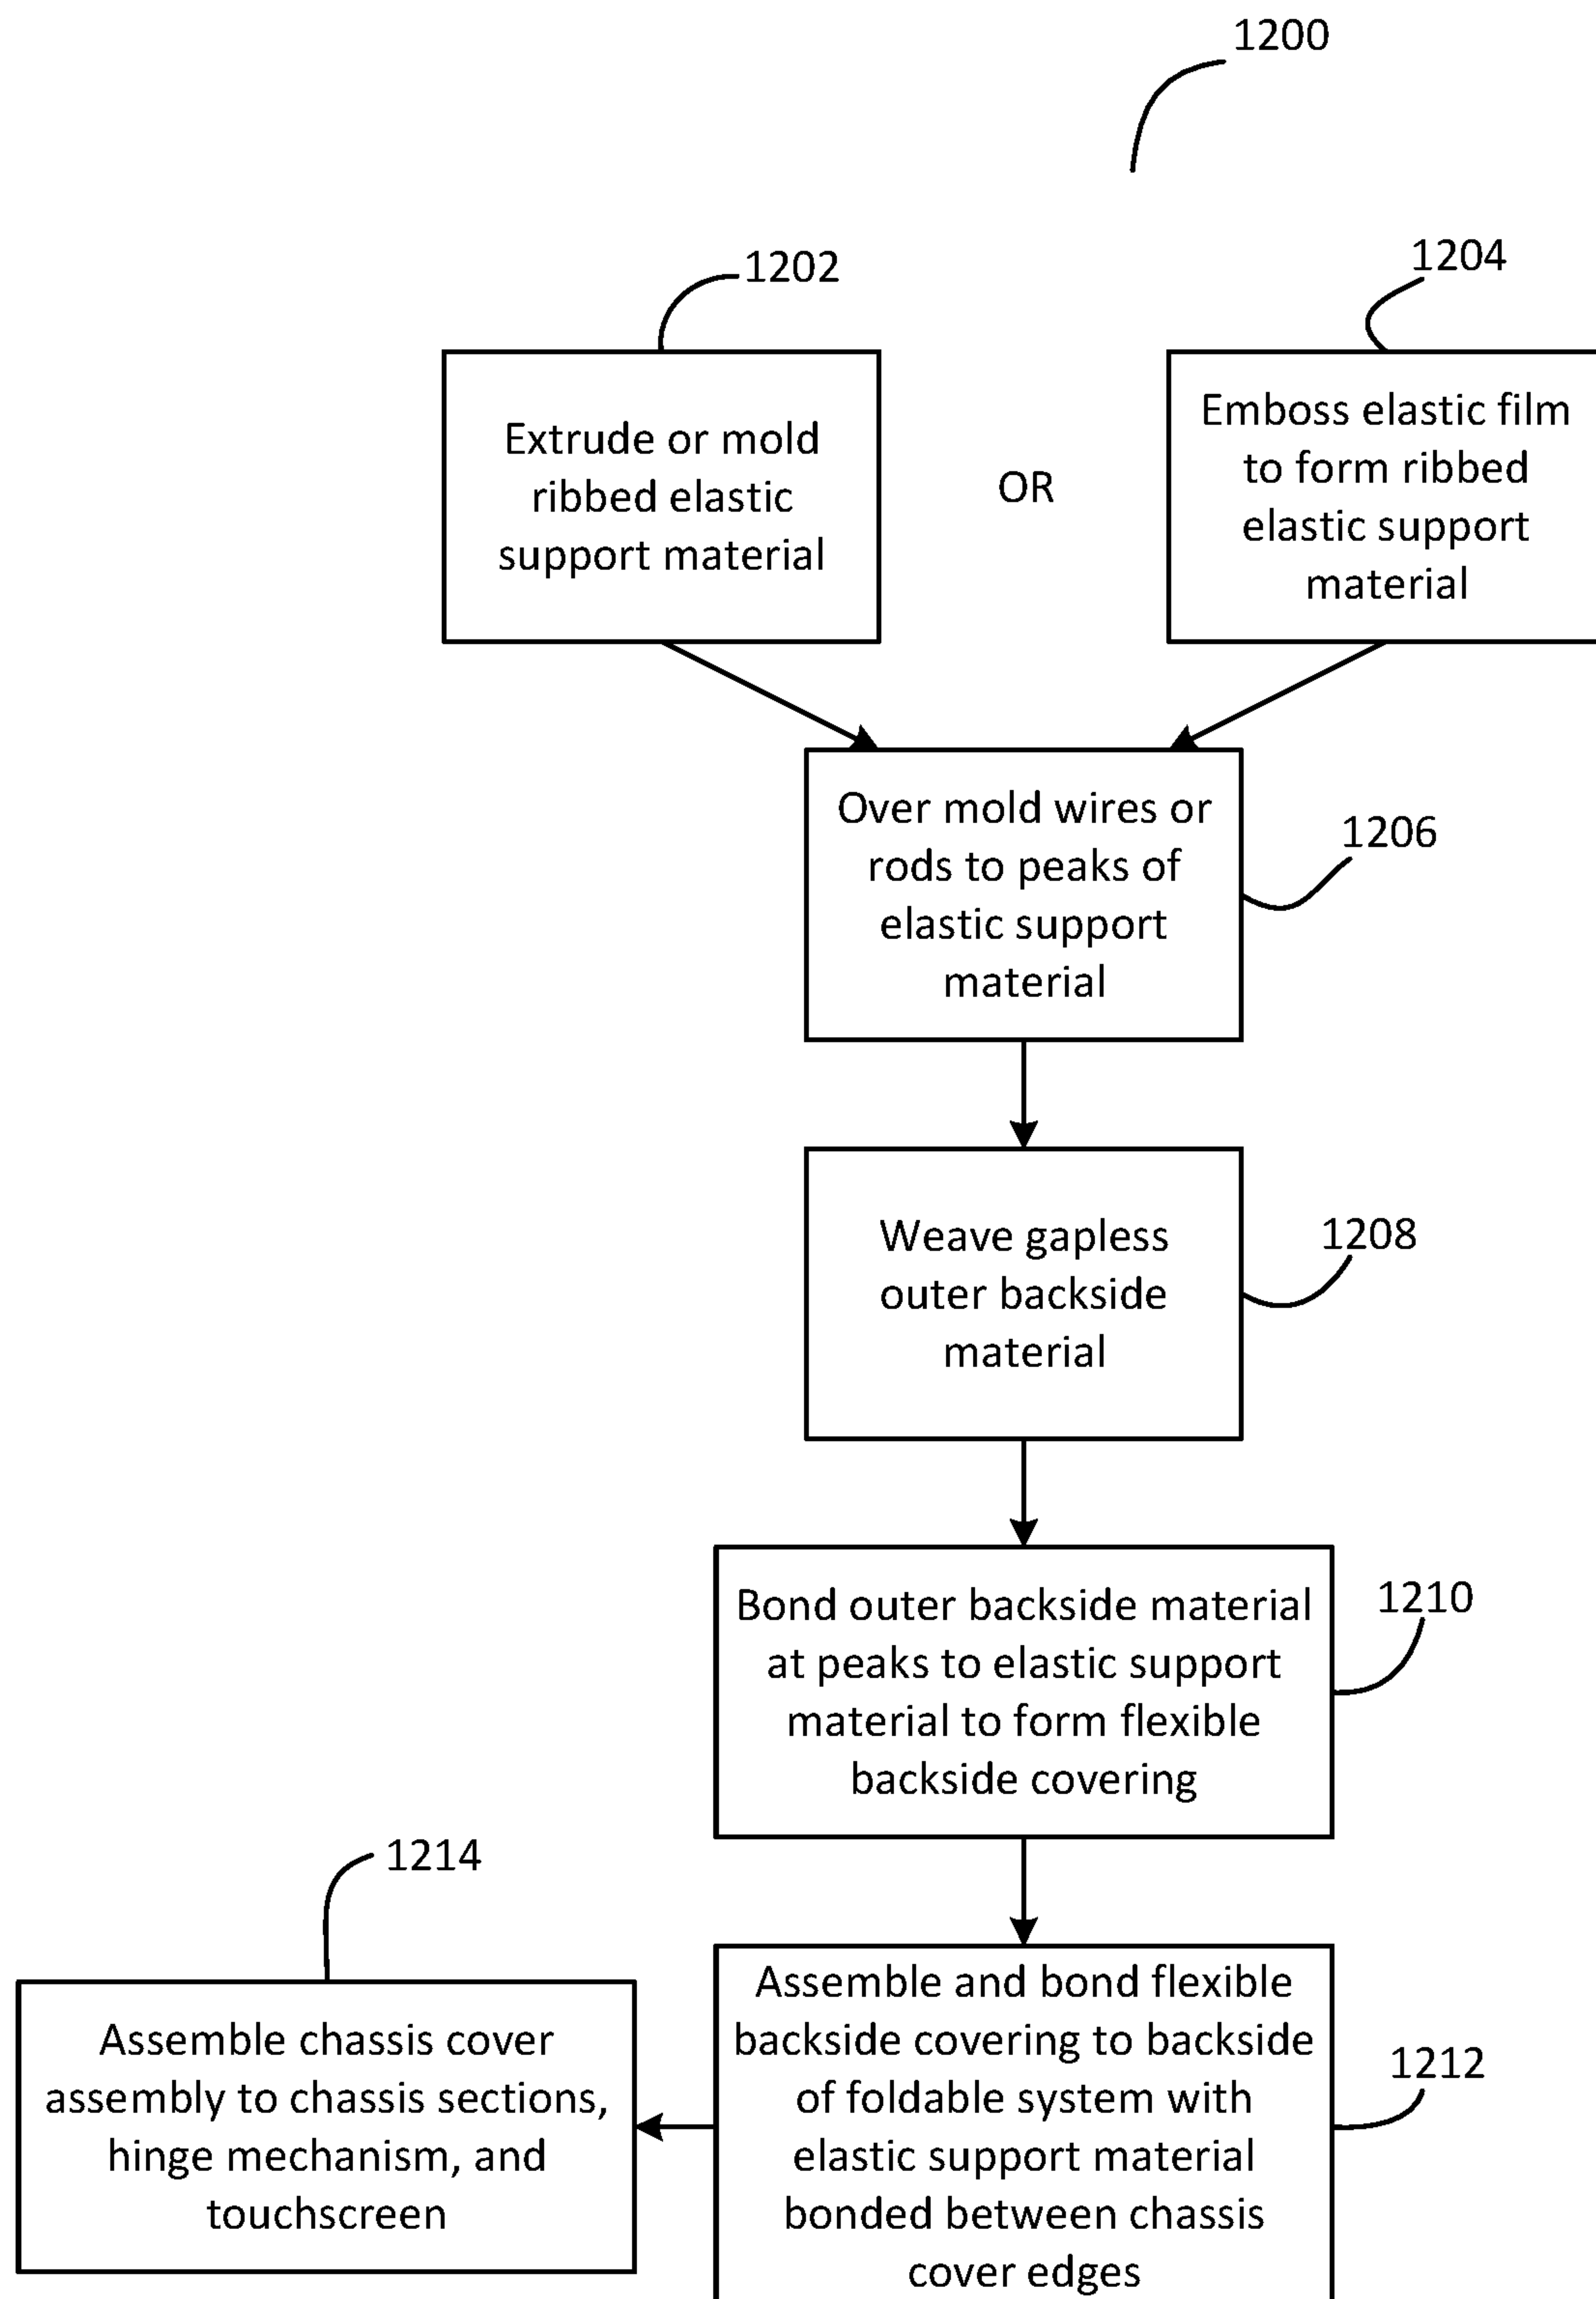 1200
1202
1204
Extrude or mold
ribbed elastic
support material
OR
Emboss elastic film
to form ribbed
elastic support
material
Over mold wires or
rods to peaks of
elastic support
material
1206
Weave gapless
outer backside
material
1208
Bond outer backside material
at peaks to elastic support
material to form flexible
backside covering
1210
1214
Assemble and bond flexible
backside covering to backside
of foldable system with
elastic support material
bonded between chassis
cover edges
1212
Assemble chassis cover
assembly to chassis sections,
hinge mechanism, and
touchscreen